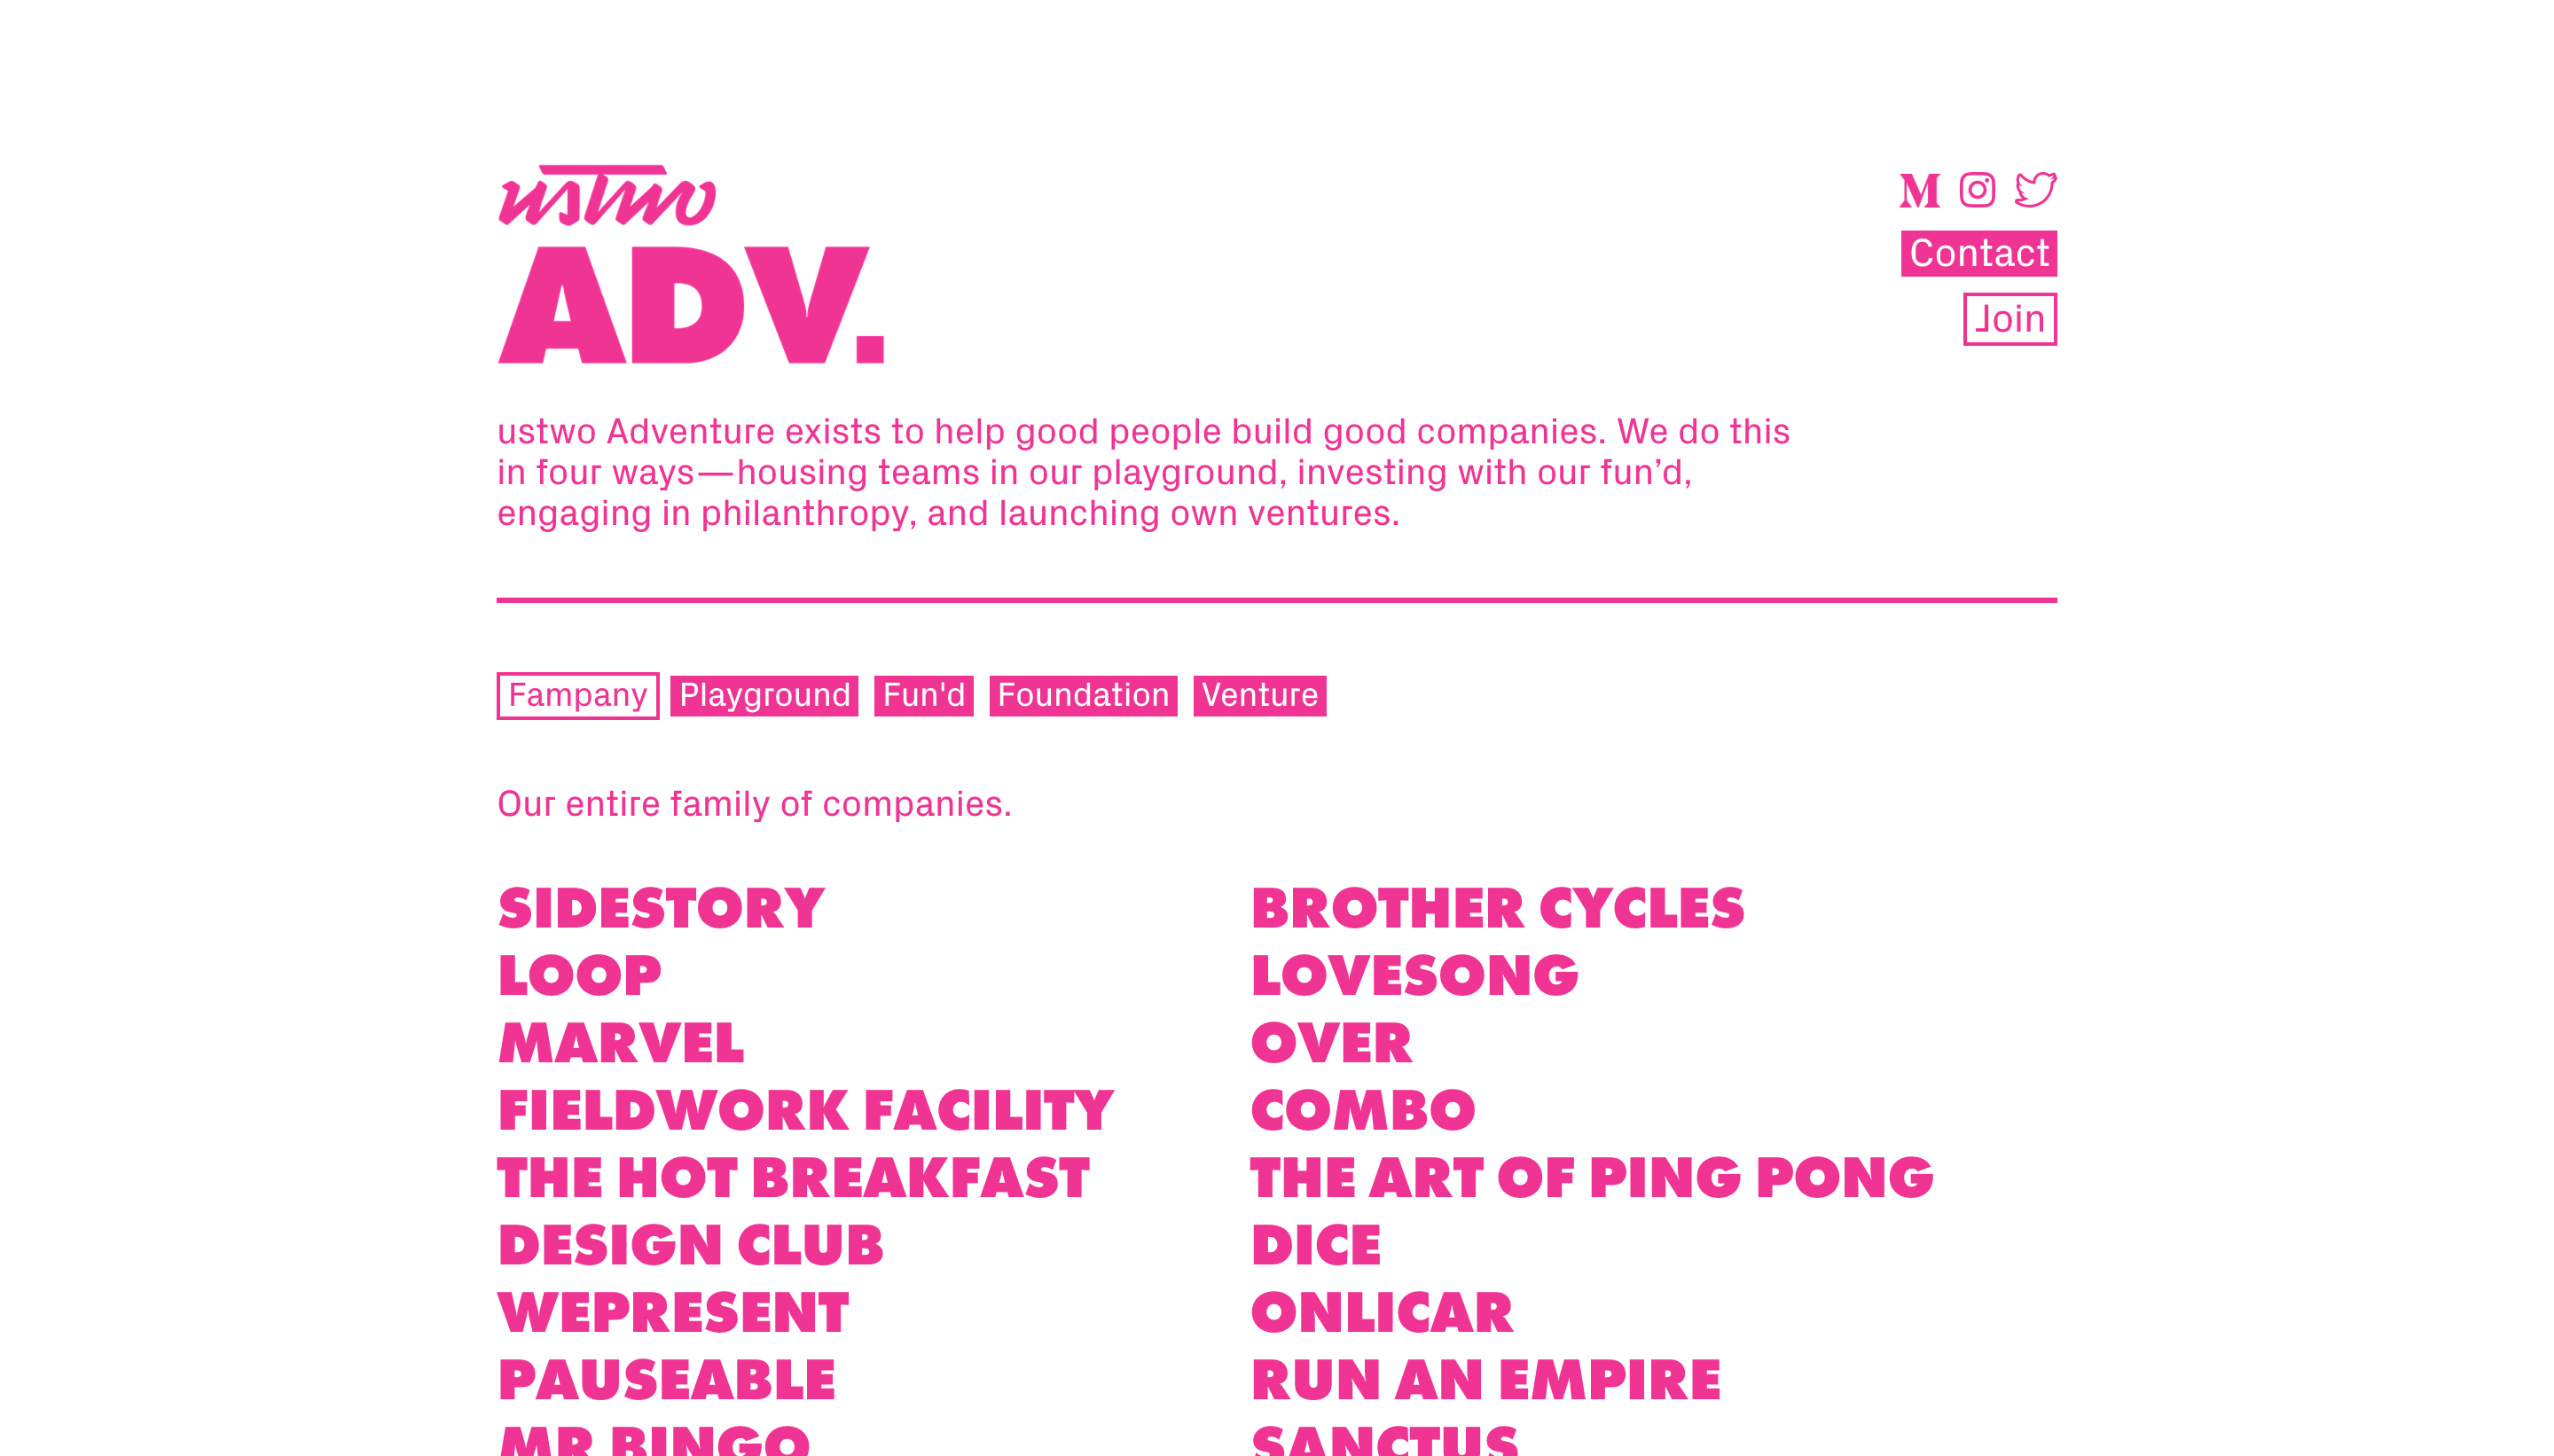 ustwo
ADV.
M
Contact
Join
ustwo Adventure exists to help good people build good companies. We do this
in four ways—housing teams in our playground, investing with our fun’d,
engaging in philanthropy, and launching own ventures.
Fampany Playground Fun'd Foundation Venture
Our entire family of companies.
SIDESTORY
LOOP
MARVEL
FIELDWORK FACILITY
THE HOT BREAKFAST
DESIGN CLUB
WEPRESENT
PAUSEABLE
MR BINGO
BROTHER CYCLES
LOVESONG
OVER
COMBO
THE ART OF PING PONG
DICE
ONLICAR
RUN AN EMPIRE
SANCTUS